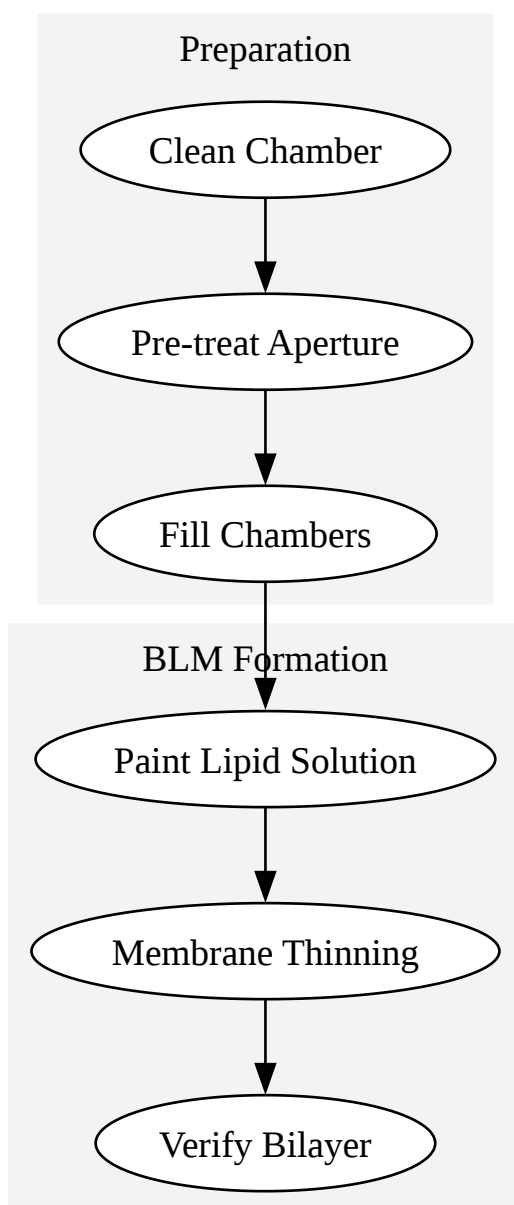 Preparation
Clean Chamber
Pre-treat Aperture
Fill Chambers
BLM Formation
Paint Lipid Solution
Membrane Thinning
Verify Bilayer